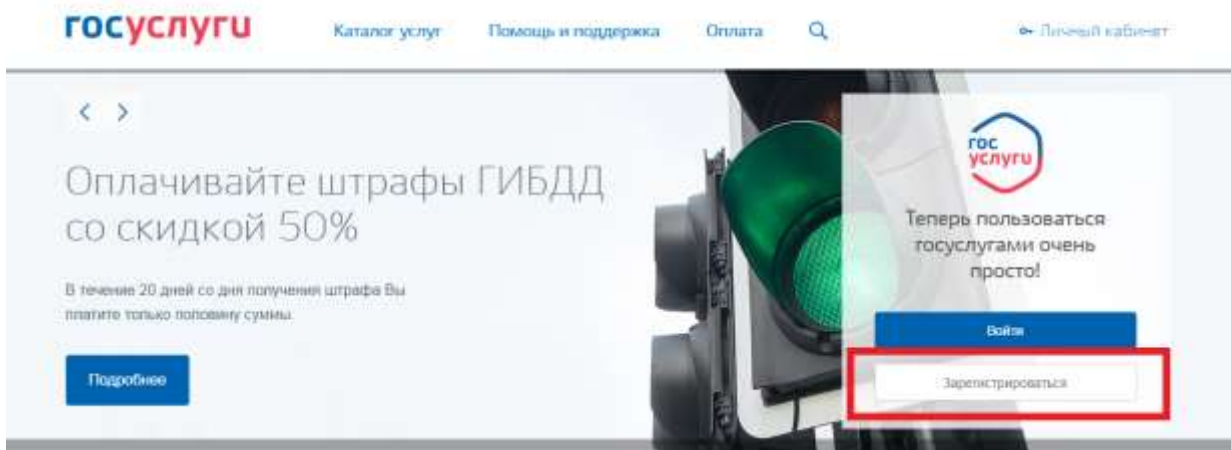 госуслуги
Каталог услуг
Помощь и поддержка
Оплата
Личный кабинет
Оплачивайте штрафы ГИБДД
со скидкой 50%
В течение 20 дней со дня получения штрафа Вы
платите только половину суммы.
Подробнее
гос
услуги
Теперь пользоваться
госуслугами очень
просто!
Войти
Зарегистрироваться